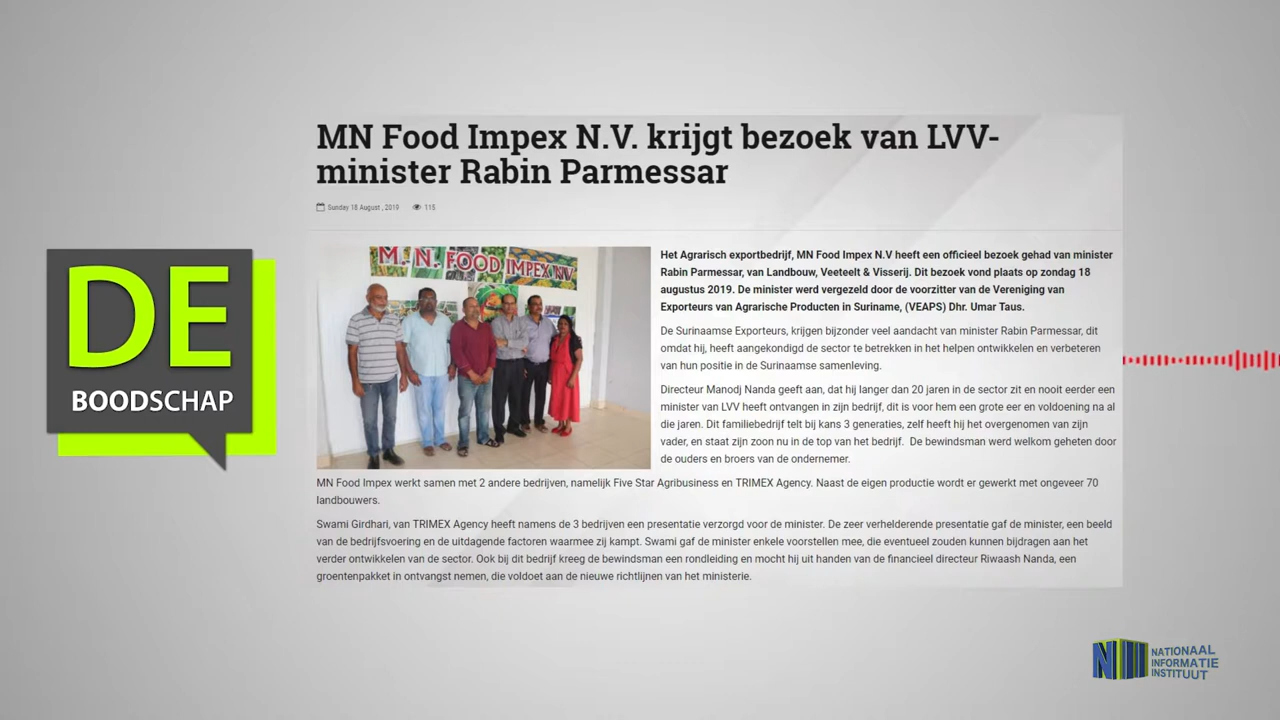 MN Food Impex N.V. krijgt bezoek van LVV-
minister Rabin Parmessar
Sunday 18 August , 2019 115
DE
BOODSCHAP
M.N. FOOD IMPEX NV
Het Agrarisch exportbedrijf, MN Food Impex N.V heeft een officieel bezoek gehad van minister
Rabin Parmessar, van Landbouw, Veeteelt & Visserij. Dit bezoek vond plaats op zondag 18
augustus 2019. De minister werd vergezeld door de voorzitter van de Vereniging van
Exporteurs van Agrarische Producten in Suriname, (VEAPS) Dhr. Umar Taus.
De Surinaamse Exporteurs, krijgen bijzonder veel aandacht van minister Rabin Parmessar, dit
omdat hij, heeft aangekondigd de sector te betrekken in het helpen ontwikkelen en verbeteren
van hun positie in de Surinaamse samenleving.
Directeur Manodj Nanda geeft aan, dat hij langer dan 20 jaren in de sector zit en nooit eerder een
minister van LVV heeft ontvangen in zijn bedrijf, dit is voor hem een grote eer en voldoening na al
die jaren. Dit familiebedrijf telt bij kans 3 generaties, zelf heeft hij het overgenomen van zijn
vader, en staat zijn zoon nu in de top van het bedrijf. De bewindsman werd welkom geheten door
de ouders en broers van de ondernemer.
MN Food Impex werkt samen met 2 andere bedrijven, namelijk Five Star Agribusiness en TRIMEX Agency. Naast de eigen productie wordt er gewerkt met ongeveer 70
landbouwers.
Swami Girdhari, van TRIMEX Agency heeft namens de 3 bedrijven een presentatie verzorgd voor de minister. De zeer verhelderende presentatie gaf de minister, een beeld
van de bedrijfsvoering en de uitdagende factoren waarmee zij kampt. Swami gaf de minister enkele voorstellen mee, die eventueel zouden kunnen bijdragen aan het
verder ontwikkelen van de sector. Ook bij dit bedrijf kreeg de bewindsman een rondleiding en mocht hij uit handen van de financieel directeur Riwaash Nanda, een
groentenpakket in ontvangst nemen, die voldoet aan de nieuwe richtlijnen van het ministerie.
NII NATIONAAL
INFORMATIE
INSTITUUT